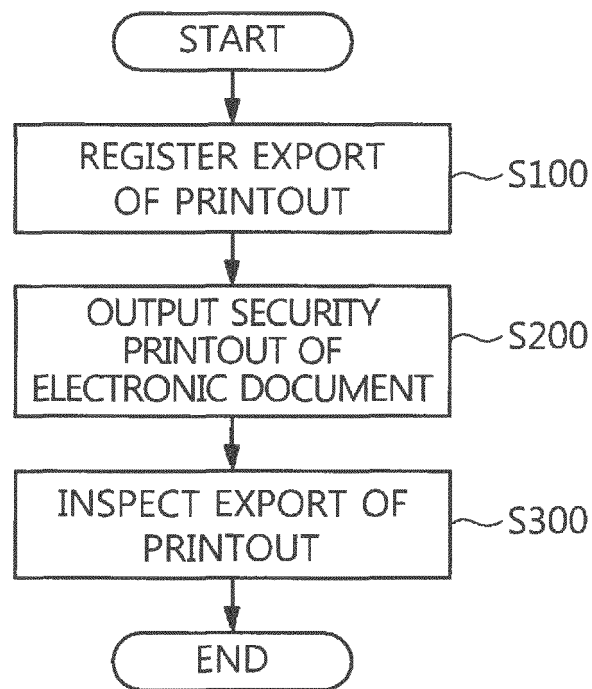 START
REGISTER EXPORT
OF PRINTOUT
S100
OUTPUT SECURITY
PRINTOUT OF
ELECTRONIC DOCUMENT
S200
INSPECT EXPORT OF
PRINTOUT
S300
END